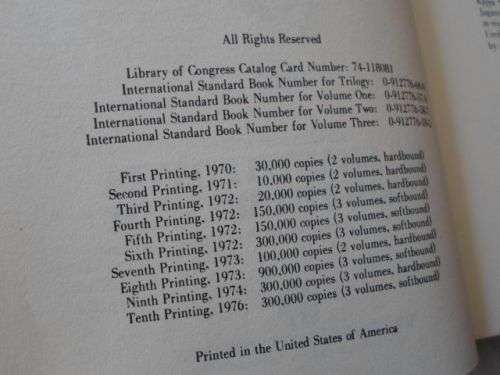 All Rights Reserved
Library of Congress Catalog Card Number: 74-118081
International Standard Book Number for Trilogy:
International Standard Book Number for Volume One:
International Standard Book Number for Volume Two:
International Standard Book Number for Volume Three:
First Printing, 1970: 30,000 copies (2 volumes, hardbound)
Second Printing, 1971: 10,000 copies (2 volumes, hardbound)
Third Printing, 1972: 20,000 copies (2 volumes, hardbound)
Fourth Printing, 1972: 150,000 copies (3 volumes, softbound)
Fifth Printing, 1972: 150,000 copies (3 volumes, softbound)
Sixth Printing, 1972: 300,000 copies (3 volumes, softbound)
Seventh Printing, 1973: 100,000 copies (2 volumes, hardbound)
Eighth Printing, 1973: 900,000 copies (3 volumes, softbound)
Ninth Printing, 1974: 300,000 copies (3 volumes, hardbound)
Tenth Printing, 1976: 300,000 copies (3 volumes, softbound)
Printed in the United States of America